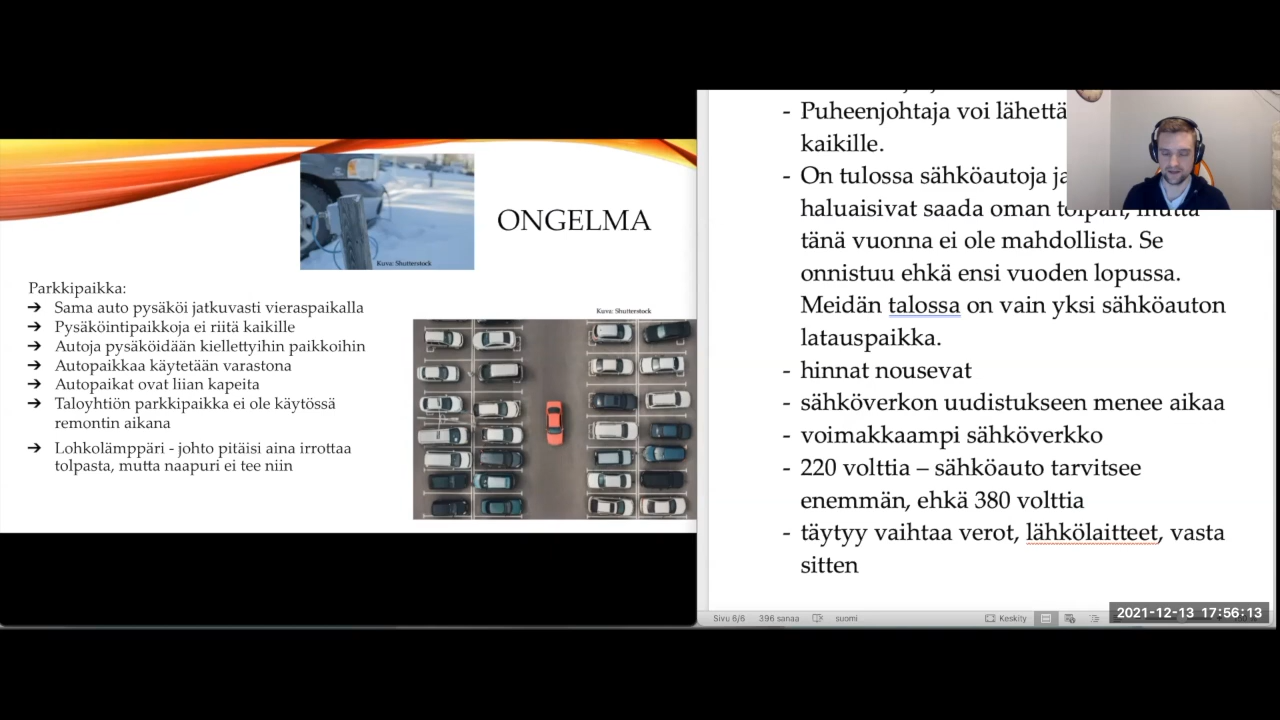 Kuva: Shutterstock
ONGELMA
Parkkipaikka:
➔ Sama auto pysäköi jatkuvasti vieraspaikalla
➔ Pysäköintipaikkoja ei riitä kaikille
➔ Autoja pysäköidään kiellettyihin paikkoihin
➔ Autopaikkaa käytetään varastona
➔ Autopaikat ovat liian kapeita
➔ Taloyhtiön parkkipaikka ei ole käytössä
remontin aikana
➔ Lohkolämppäri - johto pitäisi aina irrottaa
tolpasta, mutta naapuri ei tee niin
Kuva: Shutterstock
- Puheenjohtaja voi lähettä
kaikille.
- On tulossa sähköautoja ja
haluaisivat saada oman tolpan, mutta
tänä vuonna ei ole mahdollista. Se
onnistuu ehkä ensi vuoden lopussa.
Meidän talossa on vain yksi sähköauton
latauspaikka.
- hinnat nousevat
- sähköverkon uudistukseen menee aikaa
- voimakkaampi sähköverkko
- 220 volttia – sähköauto tarvitsee
enemmän, ehkä 380 volttia
- täytyy vaihtaa verot, lähkölaitteet, vasta
sitten
Sivu 6/6 396 sanaa suomi Keskity
2021-12-13 17:56:13